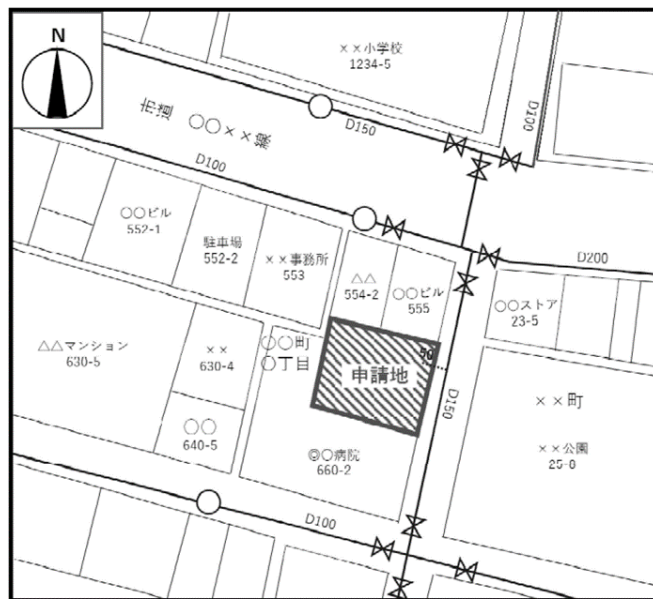 N
××小学校
1234-5
D100
市道 ○○××線
D150
D100
○○ビル
552-1
駐車場
552-2
××事務所
553
△△
554-2
○○ビル
555
D200
○○ストア
23-5
△△マンション
630-5
××
630-4
○○町
○丁目
50
申請地
D150
××町
○○
640-5
◎○病院
660-2
××公園
25-0
D100